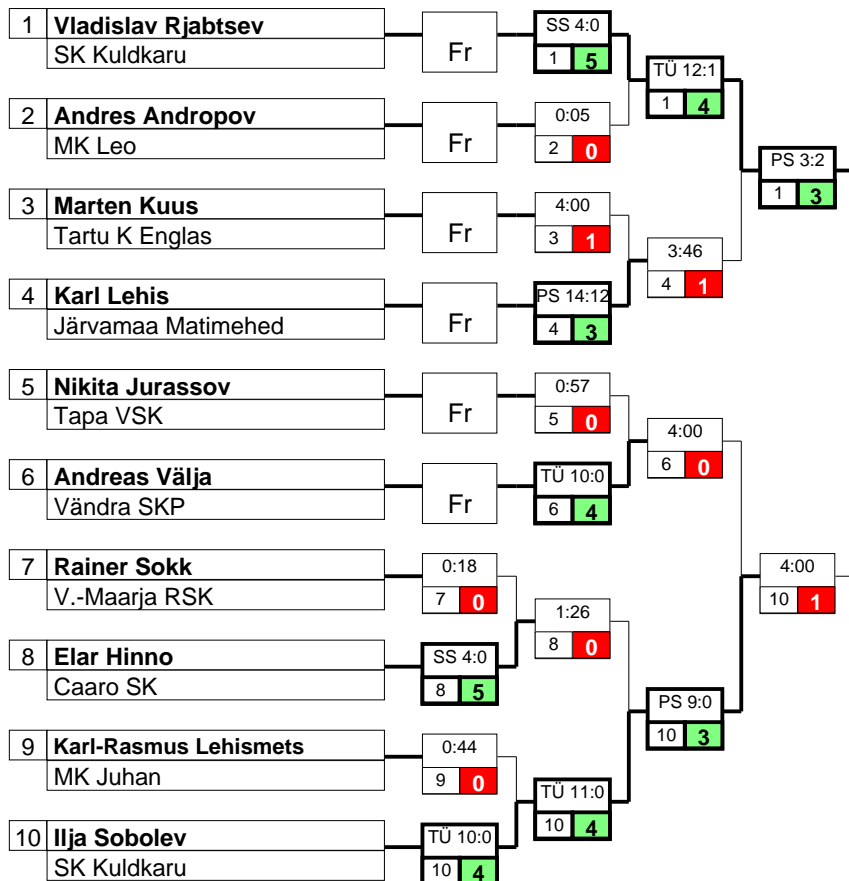 1 Vladislav Rjabtsev
SK Kuldkaru
Fr
SS 4:0
1 5
TÜ 12:1
1 4
2 Andres Andropov
MK Leo
Fr
0:05
2 0
PS 3:2
1 3
3 Marten Kuus
Tartu K Englas
Fr
4:00
3 1
3:46
4 1
4 Karl Lehis
Järvamaa Matimehed
Fr
PS 14:12
4 3
5 Nikita Jurassov
Tapa VSK
Fr
0:57
5 0
4:00
6 0
6 Andreas Välja
Vändra SKP
Fr
TÜ 10:0
6 4
7 Rainer Sokk
V.-Maarja RSK
0:18
7 0
4:00
10 1
1:26
8 0
8 Elar Hinno
Caaro SK
SS 4:0
8 5
PS 9:0
10 3
9 Karl-Rasmus Lehismets
MK Juhan
0:44
9 0
TÜ 11:0
10 4
10 Ilja Sobolev
SK Kuldkaru
TÜ 10:0
10 4